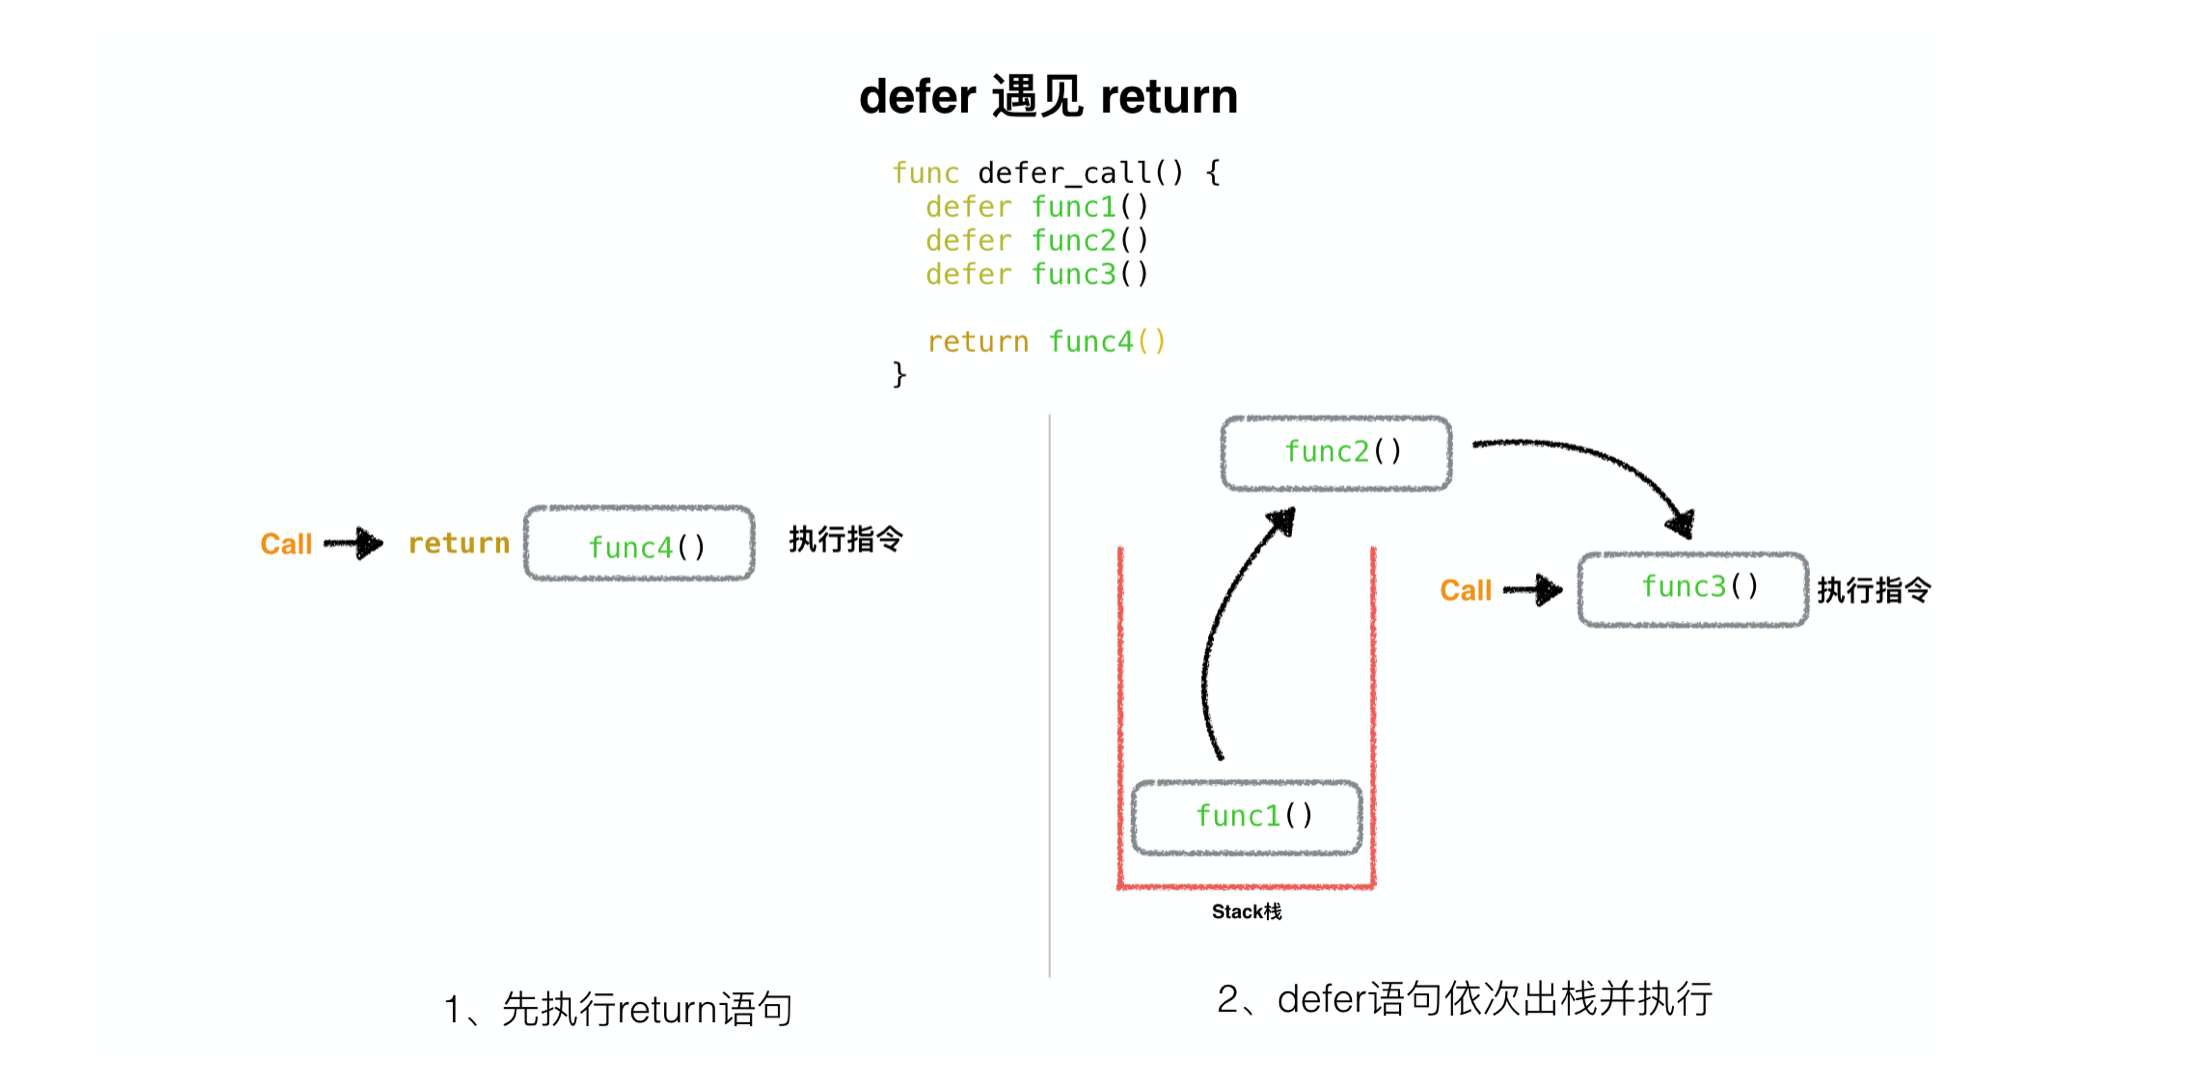 defer 遇见 return
func defer_call() {
defer func1()
defer func2()
defer func3()
return func4()
}
Call return func4() 执行指令
1、先执行return语句
func2()
Call func3() 执行指令
func1()
Stack栈
2、defer语句依次出栈并执行